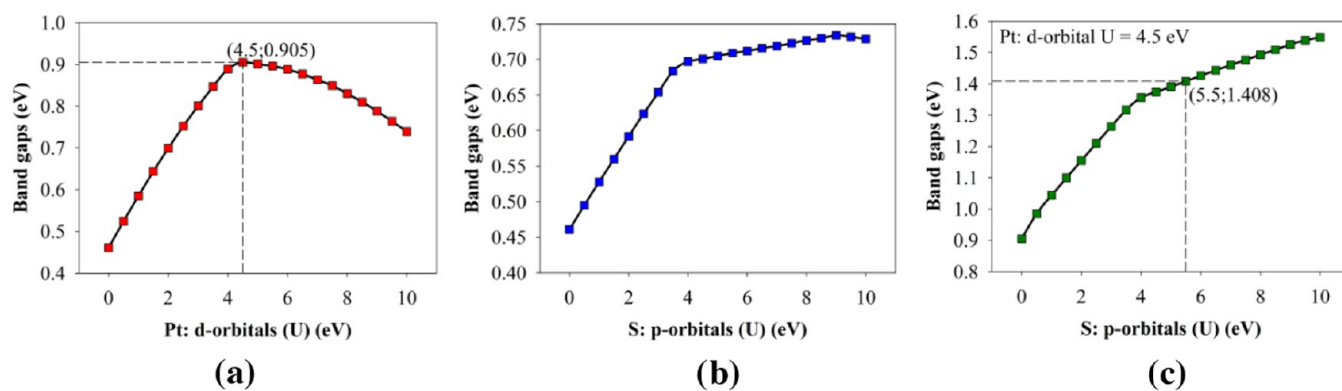 1.0
0.9
0.8
0.7
0.6
0.5
0.4
Band gaps (eV)
(4.5;0.905)
0 2 4 6 8 10
Pt: d-orbitals (U) (eV)
(a)
0.75
0.70
0.65
0.60
0.55
0.50
0.45
0.40
Band gaps (eV)
0 2 4 6 8 10
S: p-orbitals (U) (eV)
(b)
1.6
1.5
1.4
1.3
1.2
1.1
1.0
0.9
0.8
Band gaps (eV)
Pt: d-orbital U = 4.5 eV
(5.5;1.408)
0 2 4 6 8 10
S: p-orbitals (U) (eV)
(c)